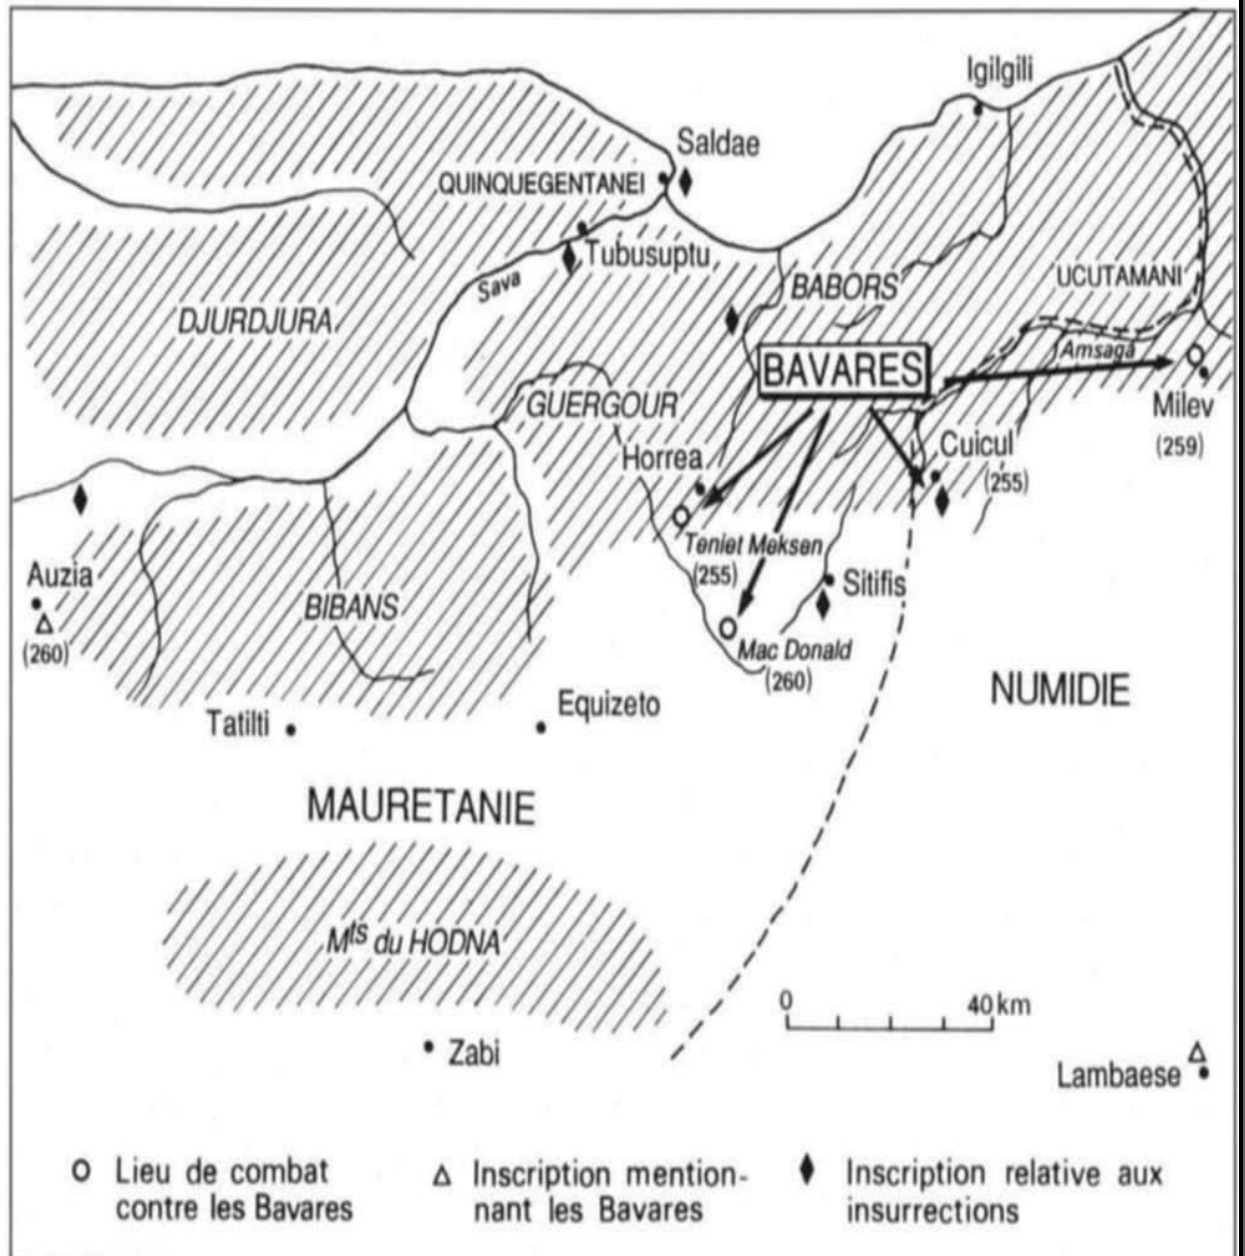 Igilgili
Saldae
QUINQUEGENTANEI
Tubusuptu
Sava
BABORS
UCUTAMANI
DJURDJURA
BAVARES
Amsaga
GUERGOUR
Milev
(259)
Horrea
Cuicul
(255)
Teniet Meksen
(255)
Auzia
(260)
Sitifis
BIBANS
Mac Donald
(260)
NUMIDIE
Equizeto
Tatilti
MAURETANIE
Mts du HODNA
0 40 km
Zabi
Lambaese
Lieu de combat
contre les Bavares
Inscription mention-
nant les Bavares
Inscription relative aux
insurrections